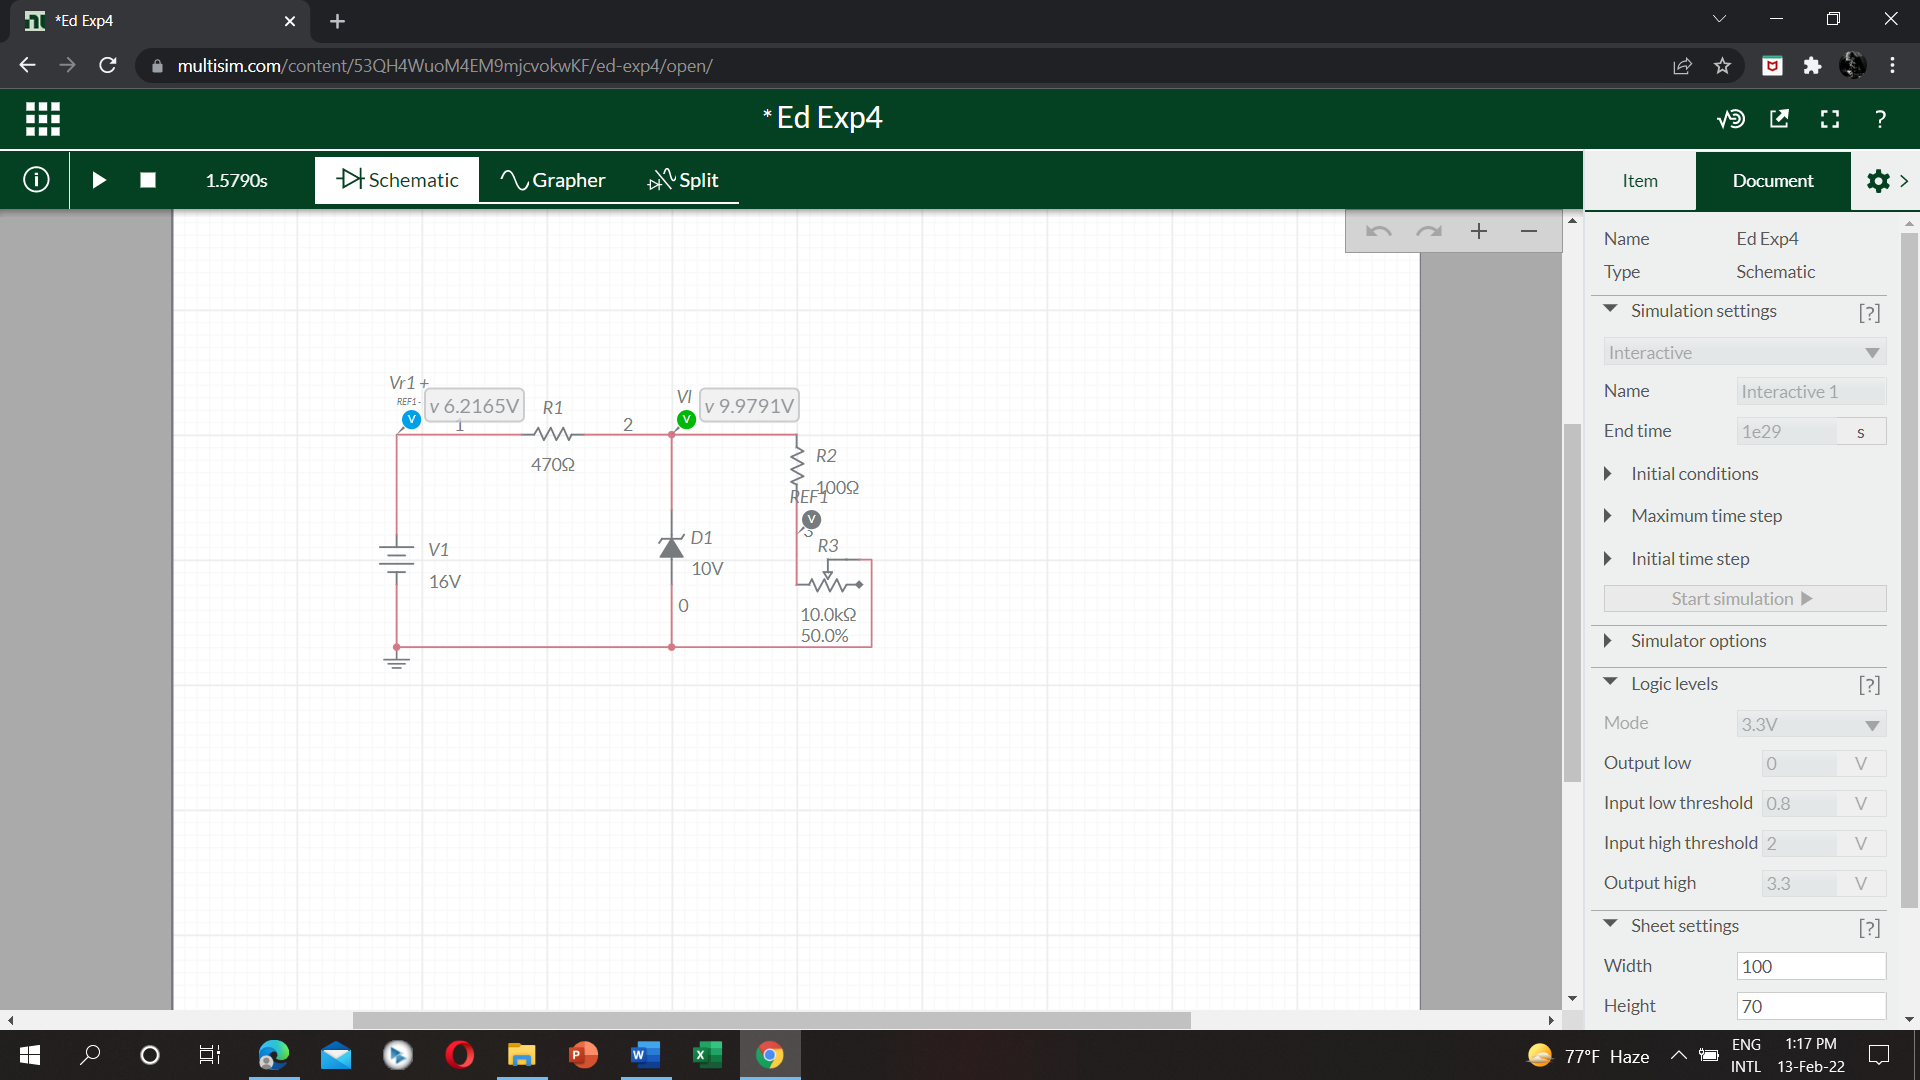 *Ed Exp4
multisim.com/content/53QH4WuoM4EM9mjcvokwKF/ed-exp4/open/
*Ed Exp4
?
1.5790s
Schematic
Grapher
Split
Item
Document
Name Ed Exp4
Type Schematic
Simulation settings [?]
Interactive
Name Interactive 1
End time 1e29 s
Initial conditions
Maximum time step
Initial time step
Start simulation
Simulator options
Logic levels [?]
Mode 3.3V
Output low 0 V
Input low threshold 0.8 V
Input high threshold 2 V
Output high 3.3 V
Sheet settings [?]
Width 100
Height 70
Vr1 +
REF1 -
V
v 6.2165V
1
R1
470Ω
2
Vl
V
v 9.9791V
R2
100Ω
REF1
V
3
R3
10.0kΩ
50.0%
D1
10V
0
V1
16V
77°F Haze
ENG
INTL
1:17 PM
13-Feb-22